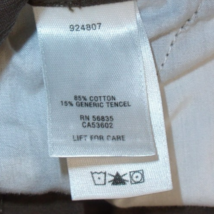 924807
85% COTTON
15% GENERIC TENCEL
RN 56835
CA53602
LIFT FOR CARE